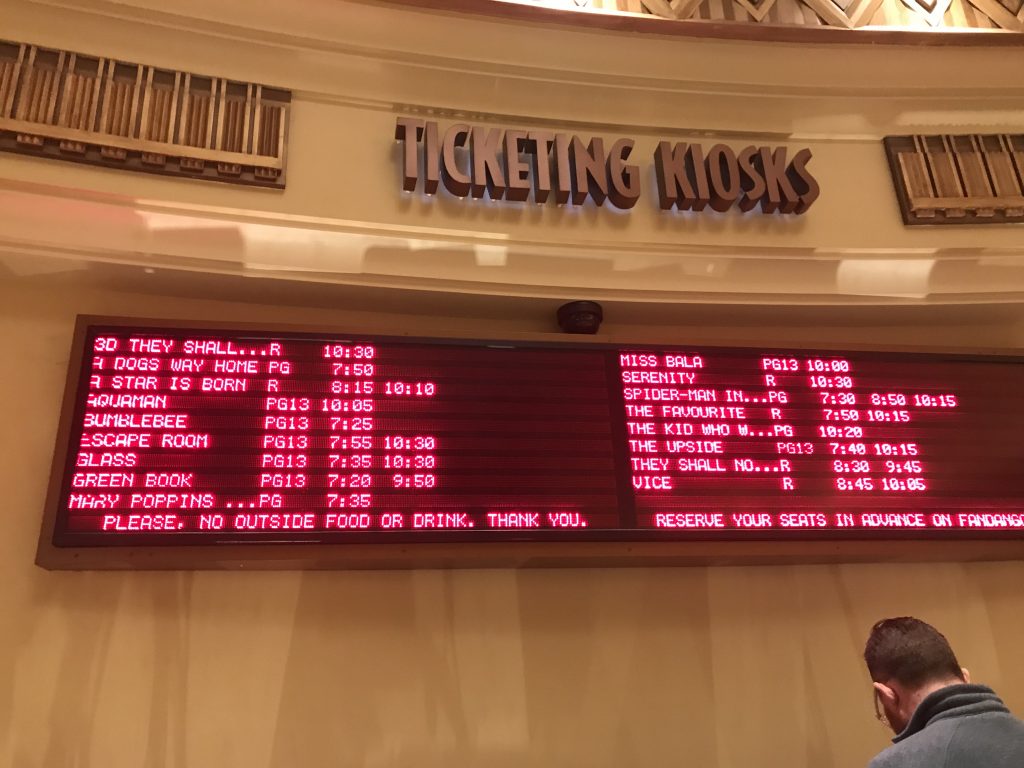 TICKETING KIOSKS
3D THEY SHALL...R 10:30
A DOGS WAY HOME PG 7:50
A STAR IS BORN R 8:15 10:10
AQUAMAN PG13 10:05
BUMBLEBEE PG13 7:25
ESCAPE ROOM PG13 7:55 10:30
GLASS PG13 7:35 10:30
GREEN BOOK PG13 7:20 9:50
MARY POPPINS ...PG 7:35
PLEASE. NO OUTSIDE FOOD OR DRINK. THANK YOU.
MISS BALA PG13 10:00
SERENITY R 10:30
SPIDER-MAN IN...PG 7:30 8:50 10:15
THE FAVOURITE R 7:50 10:15
THE KID WHO W...PG 10:20
THE UPSIDE PG13 7:40 10:15
THEY SHALL NO...R 8:30 9:45
VICE R 8:45 10:05
RESERVE YOUR SEATS IN ADVANCE ON FANDANGO